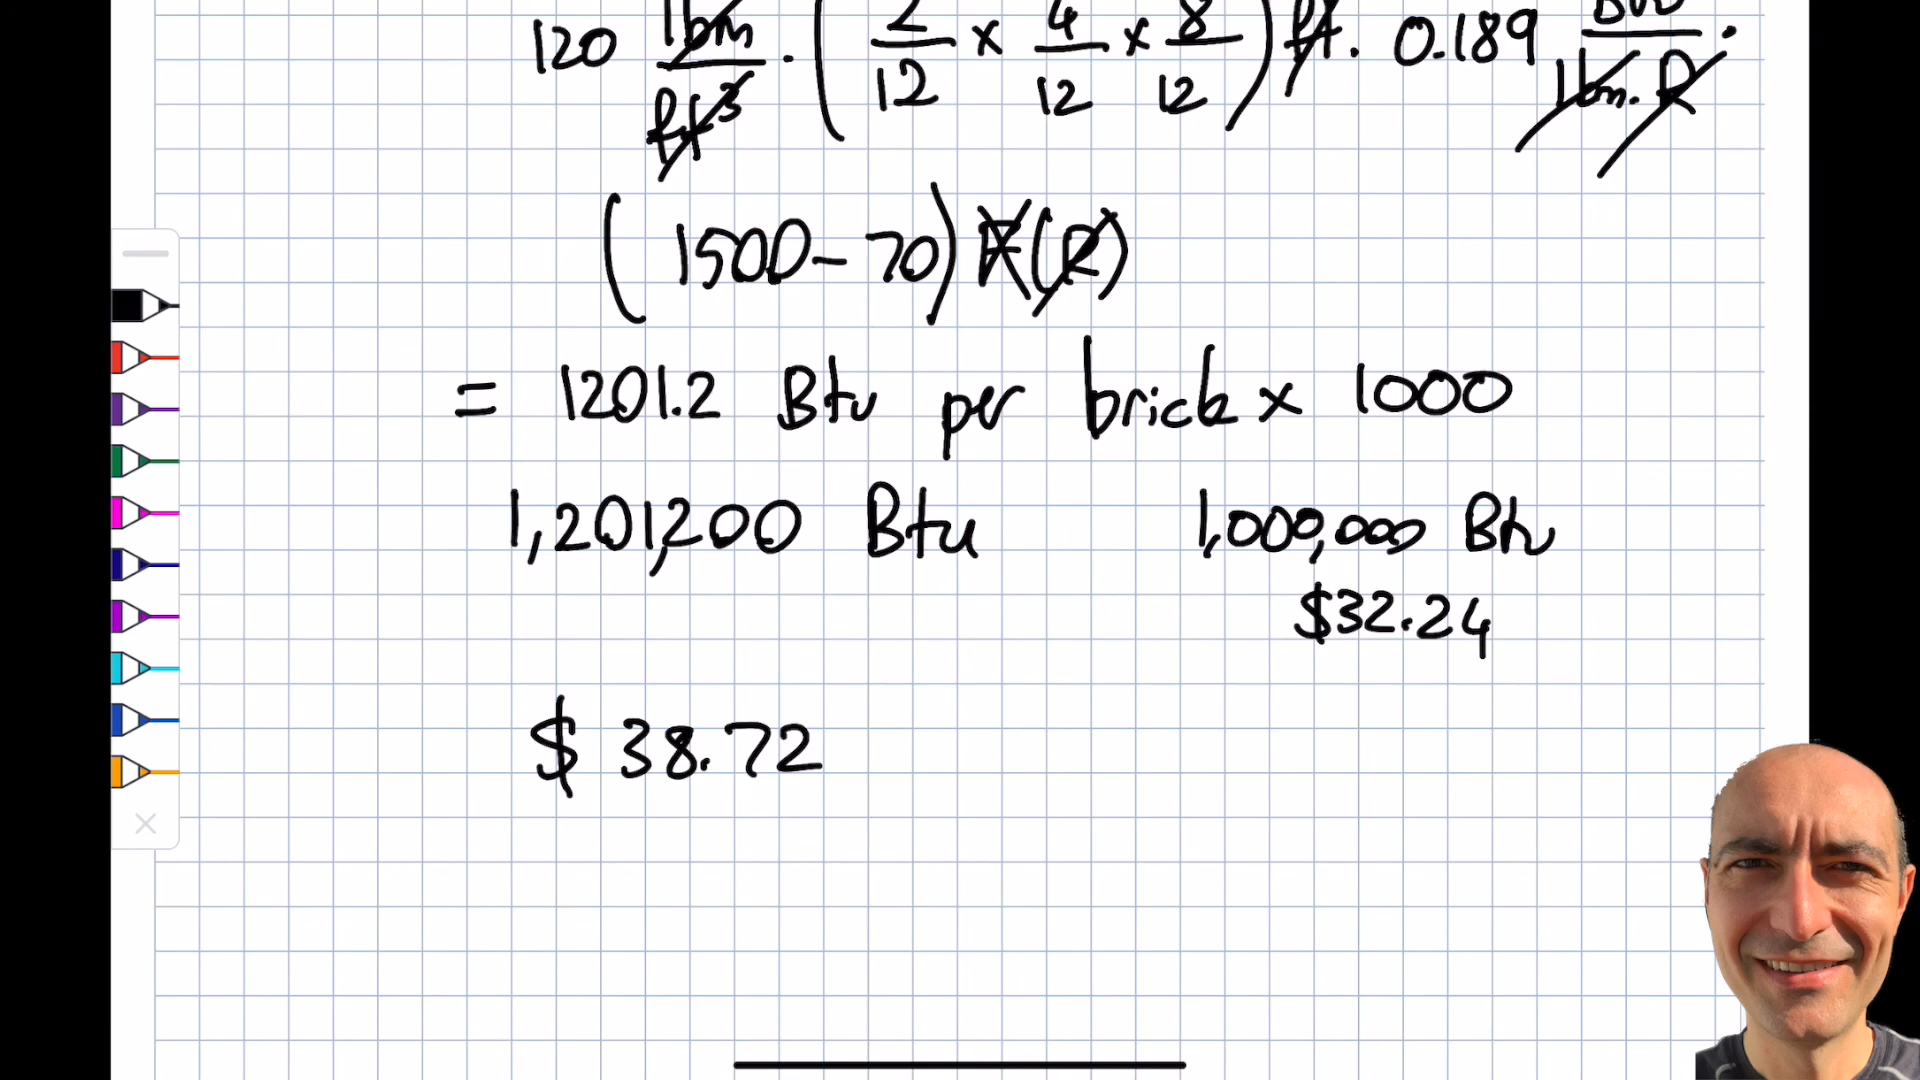 120 lbm/ft³ · (2/12 × 4/12 × 8/12) ft. 0.189 Btu/lbm. R ·
(1500 - 70) F (R)
= 1201.2 Btu per brick × 1000
1,201,200 Btu 1,000,000 Btu
$32.24
$ 38.72